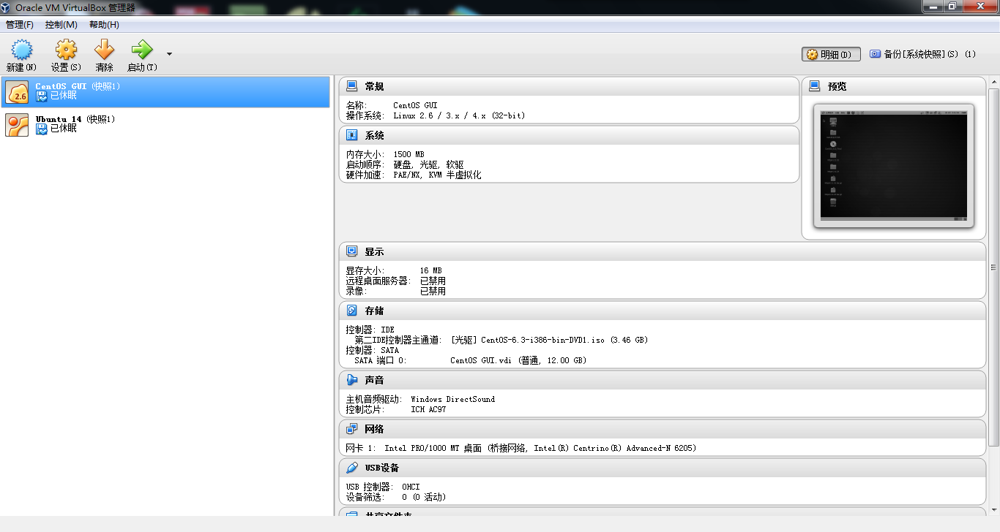 Oracle VM VirtualBox 管理器
管理(F) 控制(M) 帮助(H)
新建(N) 设置(S) 清除 启动(T) 明细(D) 备份[系统快照](S) (1)
2.6
CentOS GUI (快照1)
已休眠
Ubuntu 14 (快照1)
已休眠
常规
名称: CentOS GUI
操作系统: Linux 2.6 / 3.x / 4.x (32-bit)
系统
内存大小: 1500 MB
启动顺序: 硬盘, 光驱, 软驱
硬件加速: PAE/NX, KVM 半虚拟化
预览
显示
显存大小: 16 MB
远程桌面服务器: 已禁用
录像: 已禁用
存储
控制器: IDE
第二IDE控制器主通道: [光驱] CentOS-6.3-i386-bin-DVD1.iso (3.46 GB)
控制器: SATA
SATA 端口 0: CentOS GUI.vdi (普通, 12.00 GB)
声音
主机音频驱动: Windows DirectSound
控制芯片: ICH AC97
网络
网卡 1: Intel PRO/1000 MT 桌面 (桥接网络, Intel(R) Centrino(R) Advanced-N 6205)
USB设备
USB 控制器: OHCI
设备筛选: 0 (0 活动)
共享文件夹